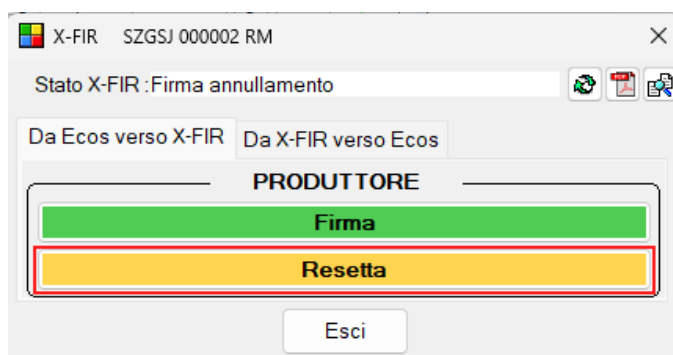 X-FIR SZGSJ 000002 RM
Stato X-FIR :Firma annullamento
Da Ecos verso X-FIR Da X-FIR verso Ecos
PRODUTTORE
Firma
Resetta
Esci